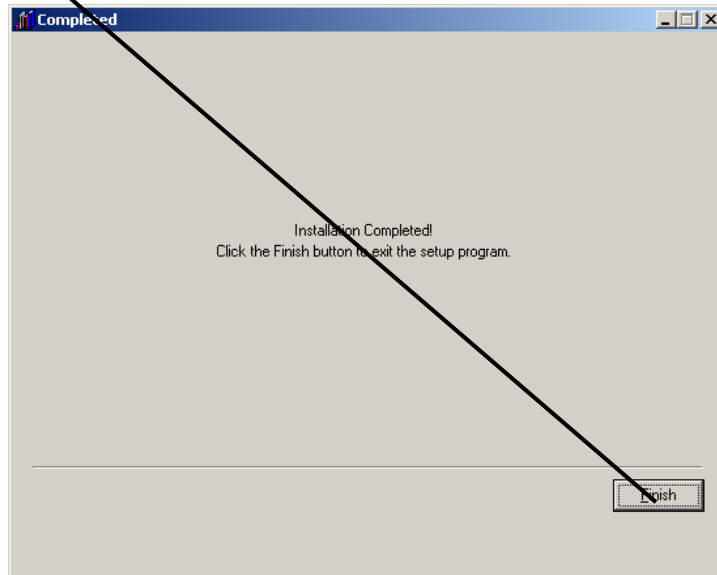 Completed
Installation Completed!
Click the Finish button to exit the setup program.
Finish